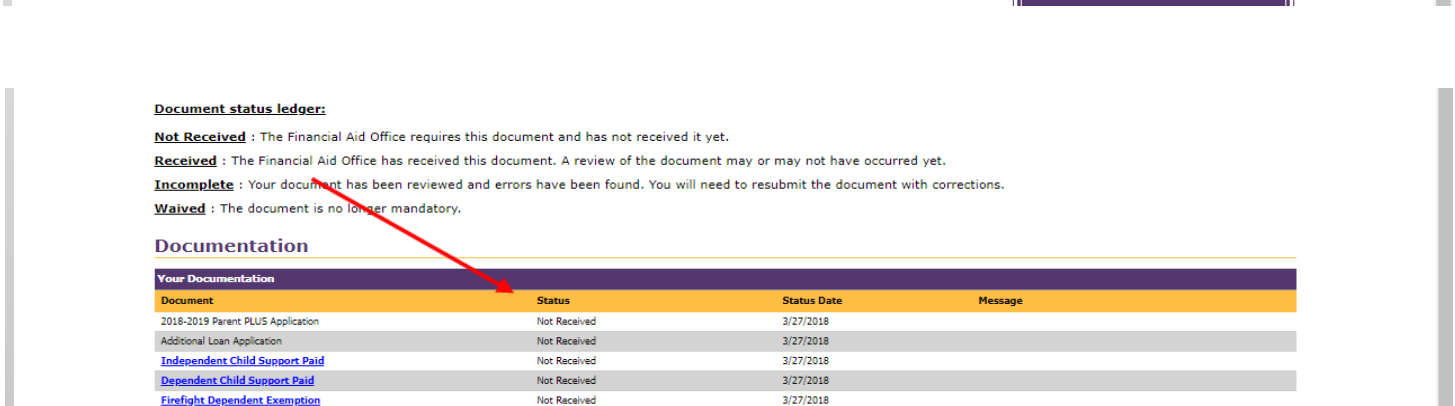 Document status ledger:
Not Received : The Financial Aid Office requires this document and has not received it yet.
Received : The Financial Aid Office has received this document. A review of the document may or may not have occurred yet.
Incomplete : Your document has been reviewed and errors have been found. You will need to resubmit the document with corrections.
Waived : The document is no longer mandatory.
Documentation
Your Documentation
Document Status Status Date Message
2018-2019 Parent PLUS Application Not Received 3/27/2018
Additional Loan Application Not Received 3/27/2018
Independent Child Support Paid Not Received 3/27/2018
Dependent Child Support Paid Not Received 3/27/2018
Firefight Dependent Exemption Not Received 3/27/2018